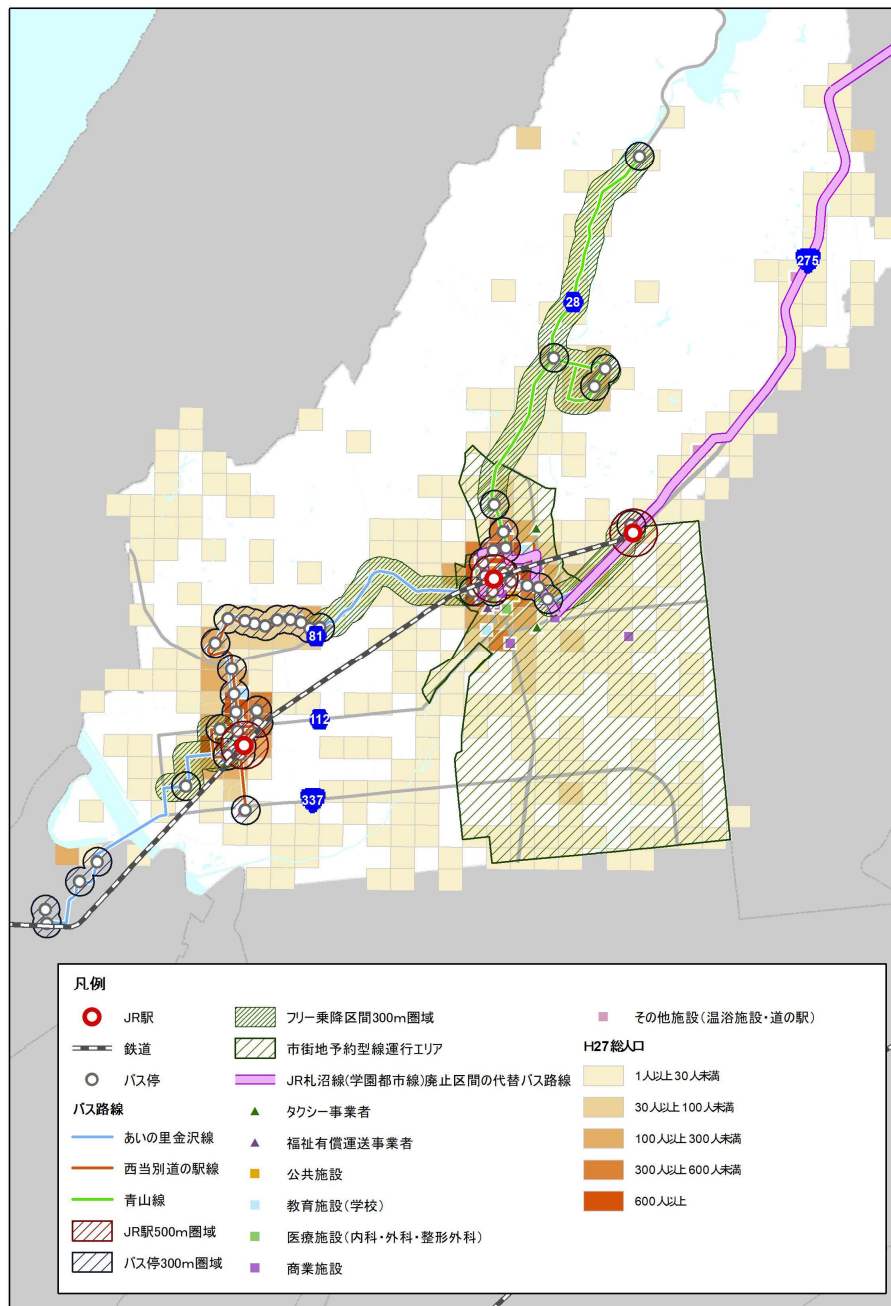 275
28
81
112
337
凡例
JR駅
鉄道
バス停
バス路線
あいの里金沢線
西当別道の駅線
青山線
JR駅500m圏域
バス停300m圏域
フリー乗降区間300m圏域
市街地予約型線運行エリア
JR札沼線(学園都市線)廃止区間の代替バス路線
タクシー事業者
福祉有償運送事業者
公共施設
教育施設(学校)
医療施設(内科・外科・整形外科)
商業施設
その他施設(温浴施設・道の駅)
H27総人口
1人以上30人未満
30人以上100人未満
100人以上300人未満
300人以上600人未満
600人以上